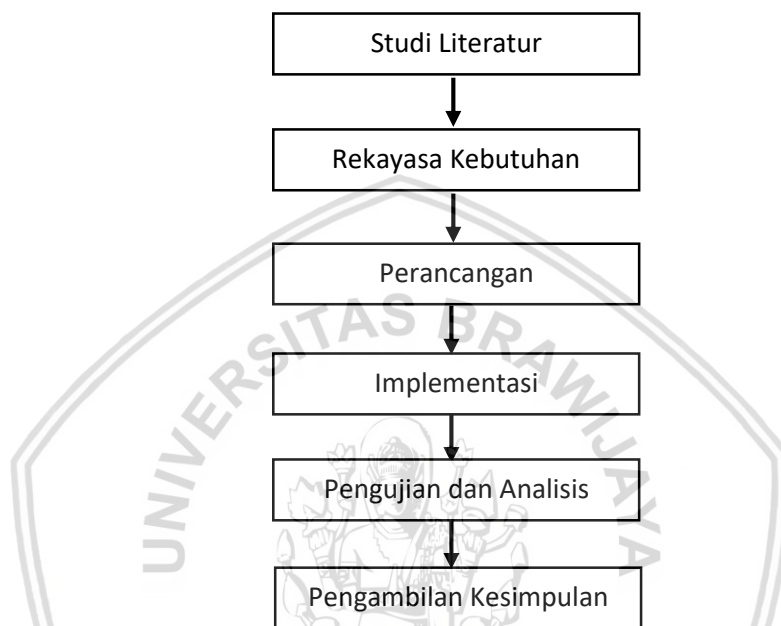 Studi Literatur
Rekayasa Kebutuhan
Perancangan
UNIVERSITAS BRAWIJAYA
Implementasi
Pengujian dan Analisis
Pengambilan Kesimpulan